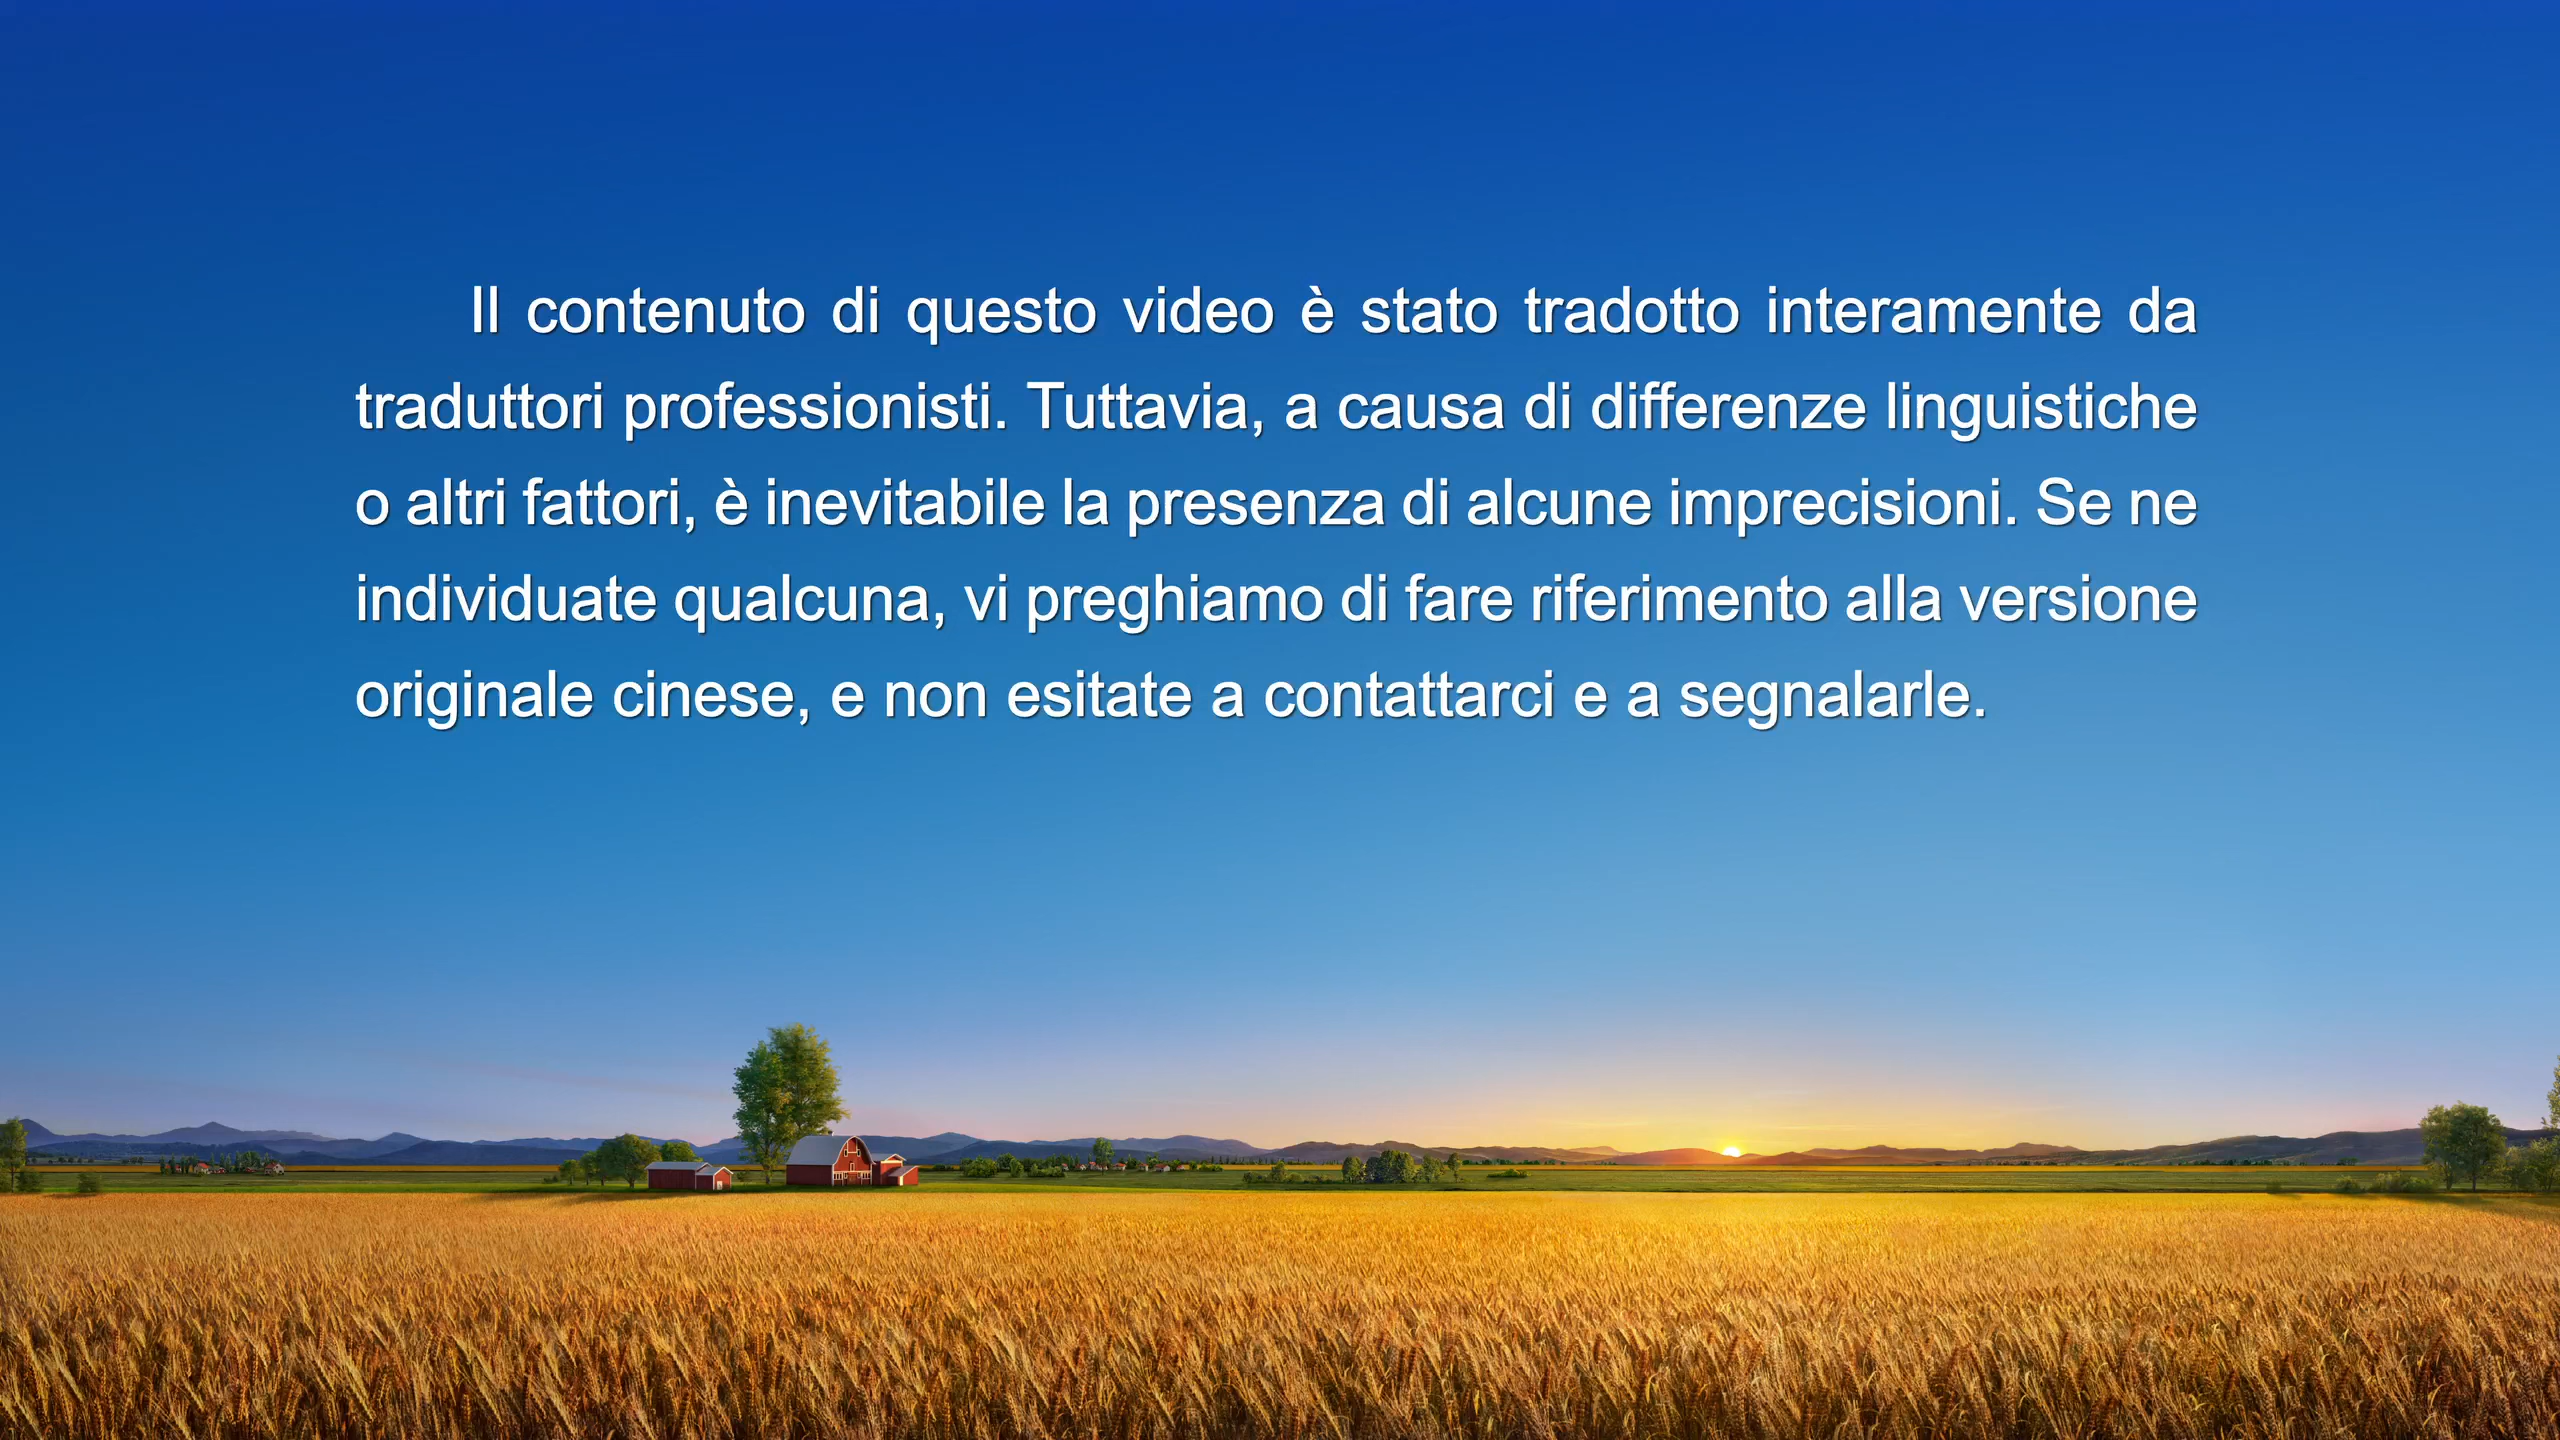 Il contenuto di questo video è stato tradotto interamente da
traduttori professionisti. Tuttavia, a causa di differenze linguistiche
o altri fattori, è inevitabile la presenza di alcune imprecisioni. Se ne
individuate qualcuna, vi preghiamo di fare riferimento alla versione
originale cinese, e non esitate a contattarci e a segnalarle.